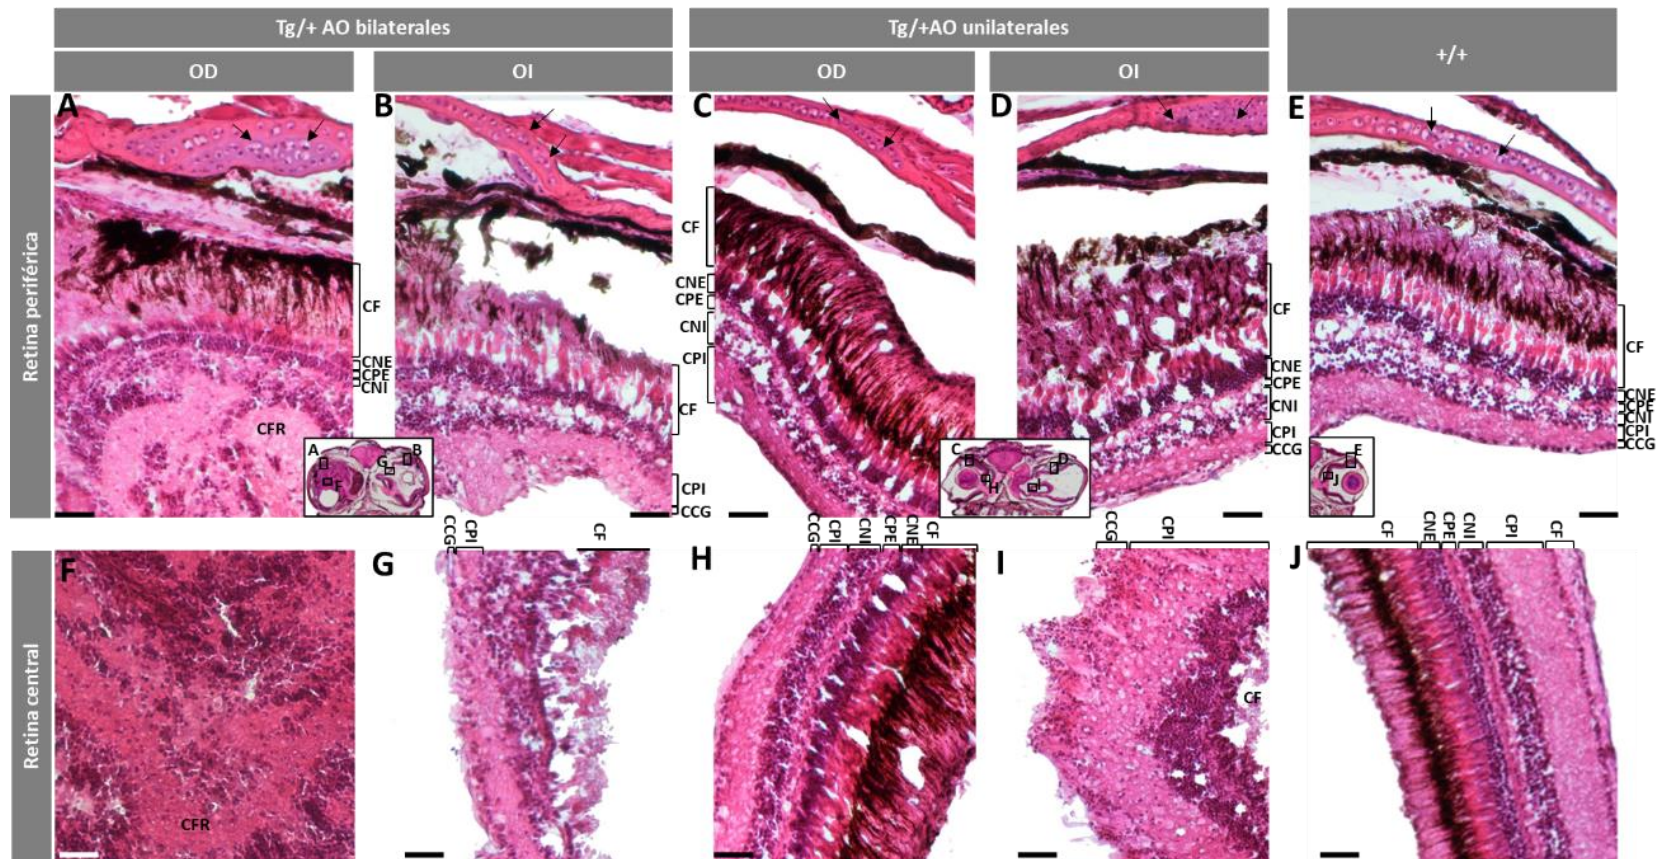 Tg/+ AO bilaterales
Tg/+AO unilaterales
+/+
OD
OI
OD
OI
Retina periférica
A
B
C
D
E
CF
CNE
CPE
CNI
CFR
CF
CPI
CCG
CF
CNE
CPE
CNI
CPI
CF
CNE
CPE
CNI
CPI
CCG
CF
CNE
CPE
CNI
CPI
CCG
A
B
G
F
C
D
H
I
E
J
Retina central
F
G
H
I
J
CFR
CCG
CPI
CF
CCG
CPI
CNI
CPE
CNE
CF
CCG
CPI
CF
CF
CNE
CPE
CNI
CPI
CF